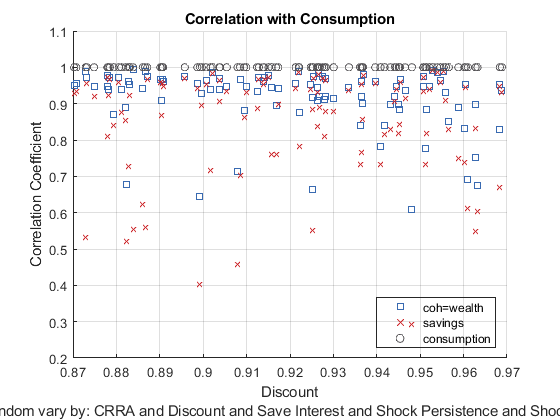 Correlation with Consumption
Correlation Coefficient
1.1
1
0.9
0.8
0.7
0.6
0.5
0.4
0.3
0.2
coh=wealth
savings
consumption
0.87 0.88 0.89 0.9 0.91 0.92 0.93 0.94 0.95 0.96 0.97
Discount
ndom vary by: CRRA and Discount and Save Interest and Shock Persistence and Shoc